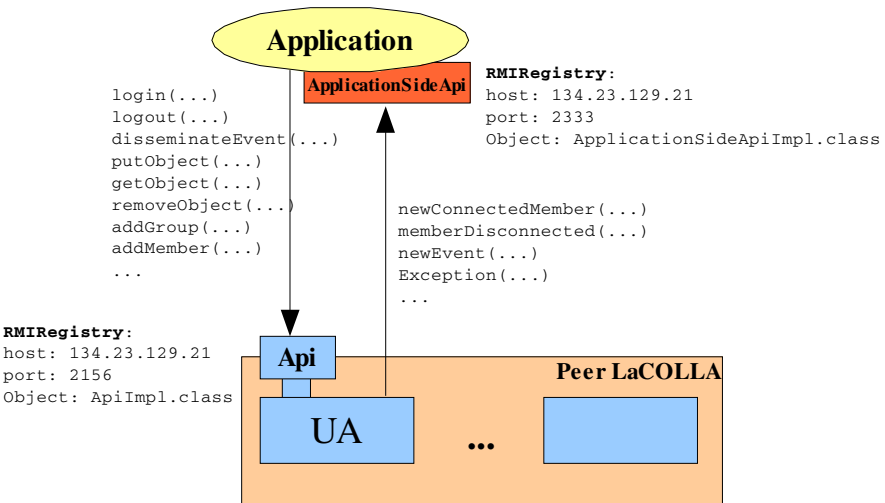 Application
ApplicationSideApi
RMIRegistry:
host: 134.23.129.21
port: 2333
Object: ApplicationSideApiImpl.class
login(...)
logout(...)
disseminateEvent(...)
putObject(...)
getObject(...)
removeObject(...)
addGroup(...)
addMember(...)
...
newConnectedMember(...)
memberDisconnected(...)
newEvent(...)
Exception(...)
...
RMIRegistry:
host: 134.23.129.21
port: 2156
Object: ApiImpl.class
Api
Peer LaCOLLA
UA
...